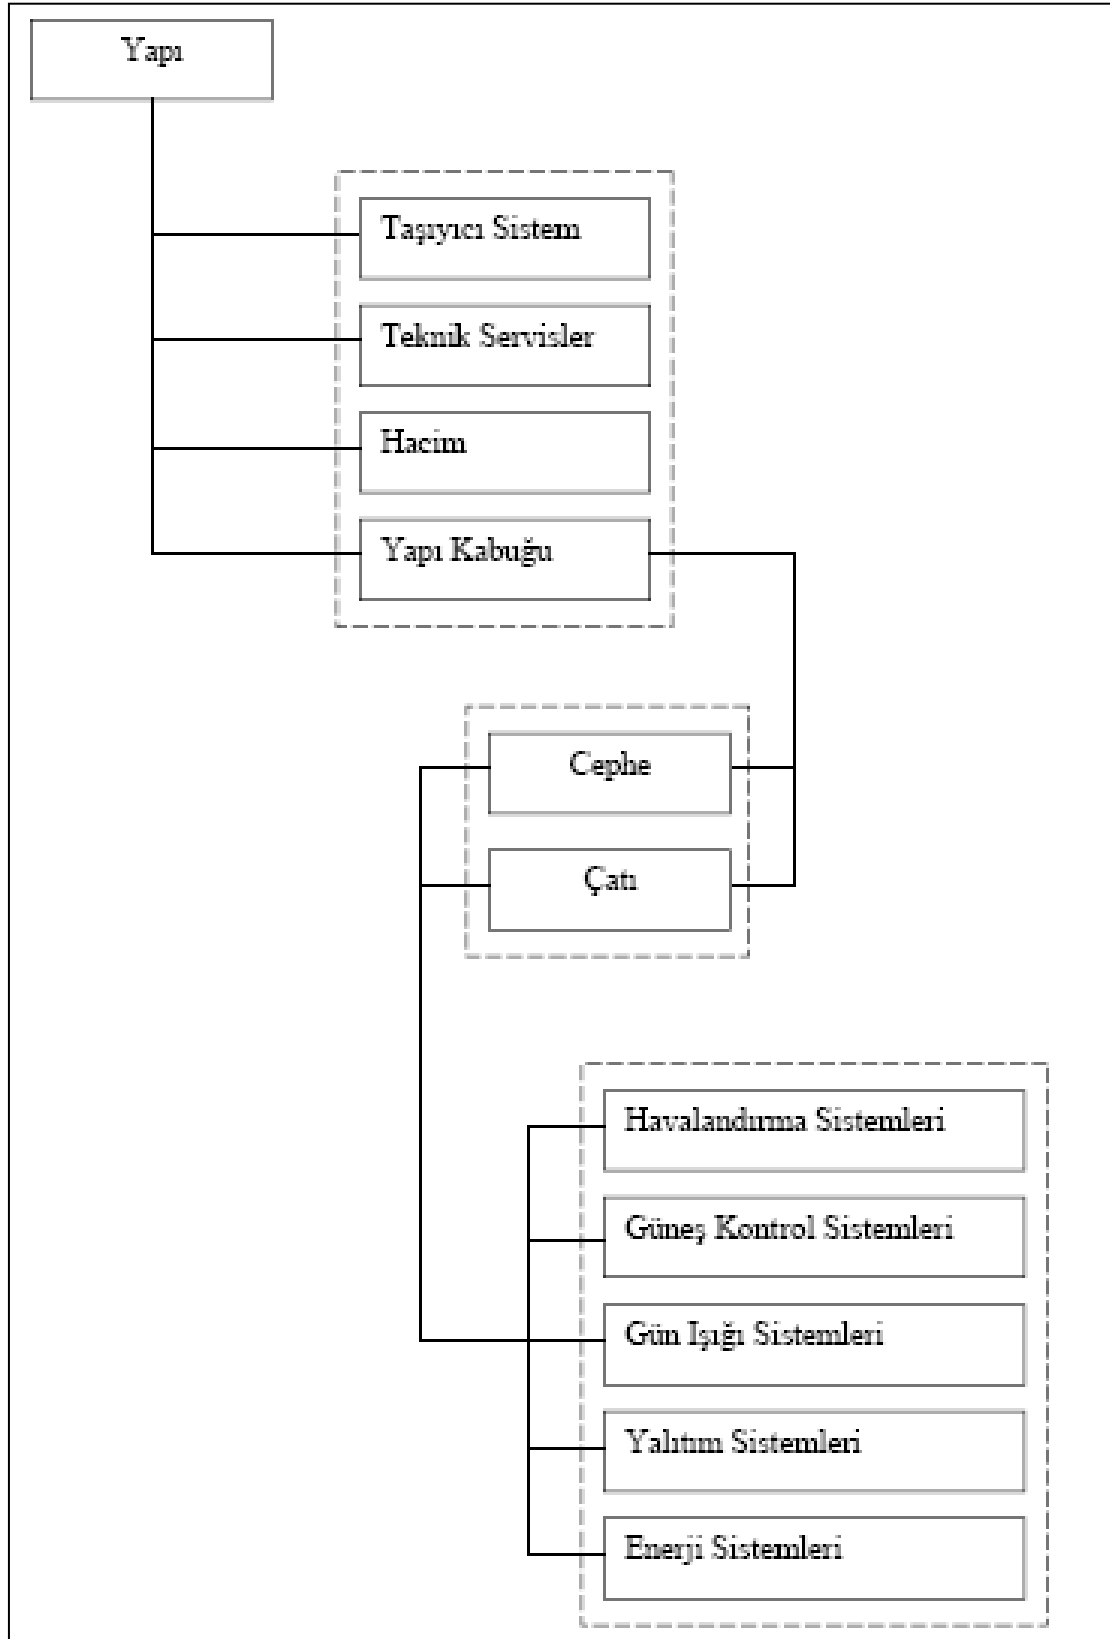 Yapı
Taşıyıcı Sistem
Teknik Servisler
Hacim
Yapı Kabuğu
Cephe
Çatı
Havalandırma Sistemleri
Güneş Kontrol Sistemleri
Gün Işığı Sistemleri
Yalıtım Sistemleri
Enerji Sistemleri